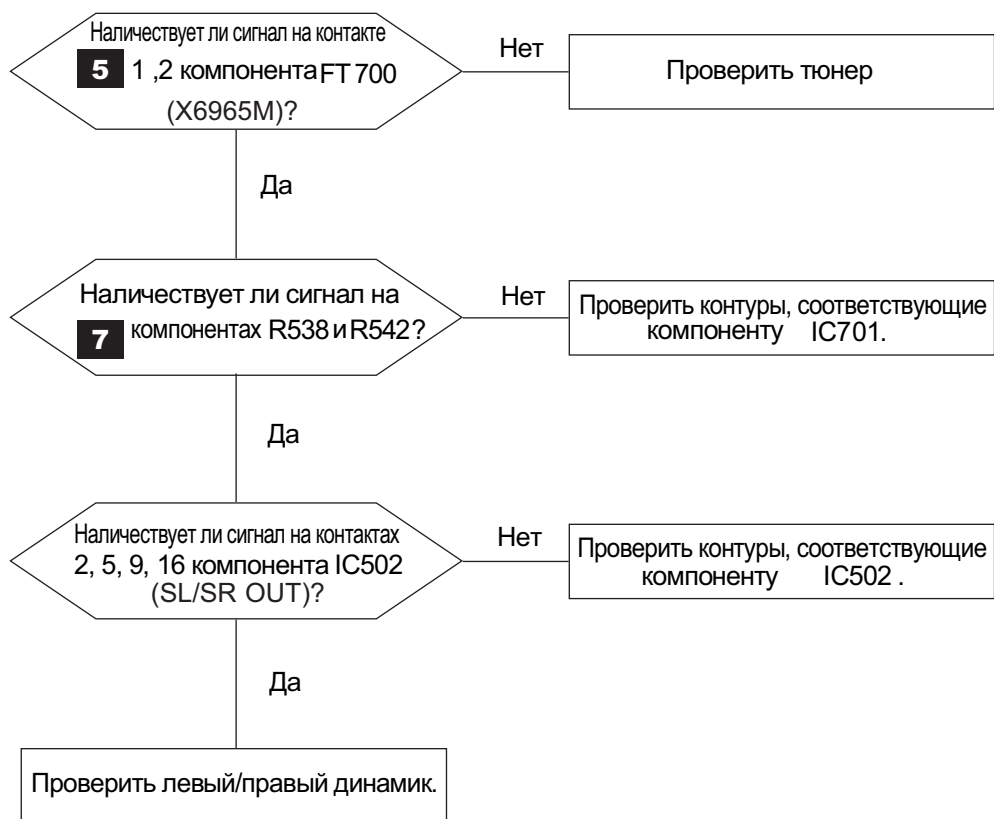 Наличествует ли сигнал на контакте
5 1 ,2 компонента FT 700
(X6965M)?
Нет
Проверить тюнер
Да
Наличествует ли сигнал на
7 компонентах R538 и R542?
Нет
Проверить контуры, соответствующие
компоненту IC701.
Да
Наличествует ли сигнал на контактах
2, 5, 9, 16 компонента IC502
(SL/SR OUT)?
Нет
Проверить контуры, соответствующие
компоненту IC502 .
Да
Проверить левый/правый динамик.